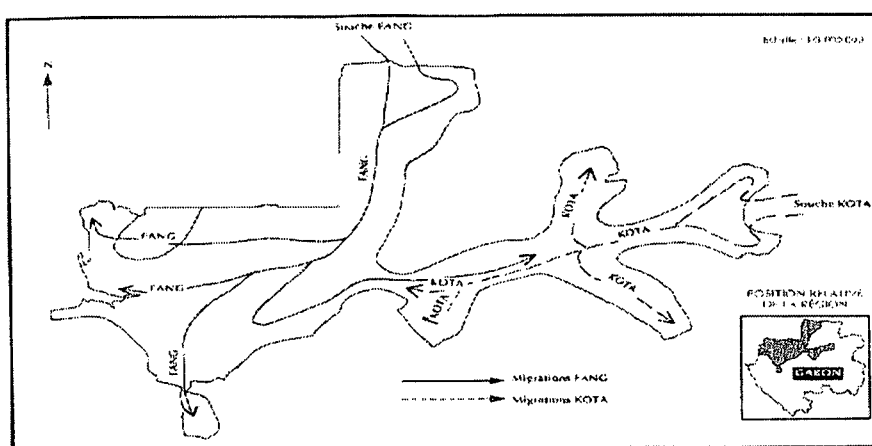 Souche FANG
Z
FANG
KOTA
Souche KOTA
KOTA
KOTA
FANG
FANG
KOTA
KOTA
KOTA
FANG
POSITION RELATIVE
DE LA RÉGION
GABON
Migrations FANG
Migrations KOTA